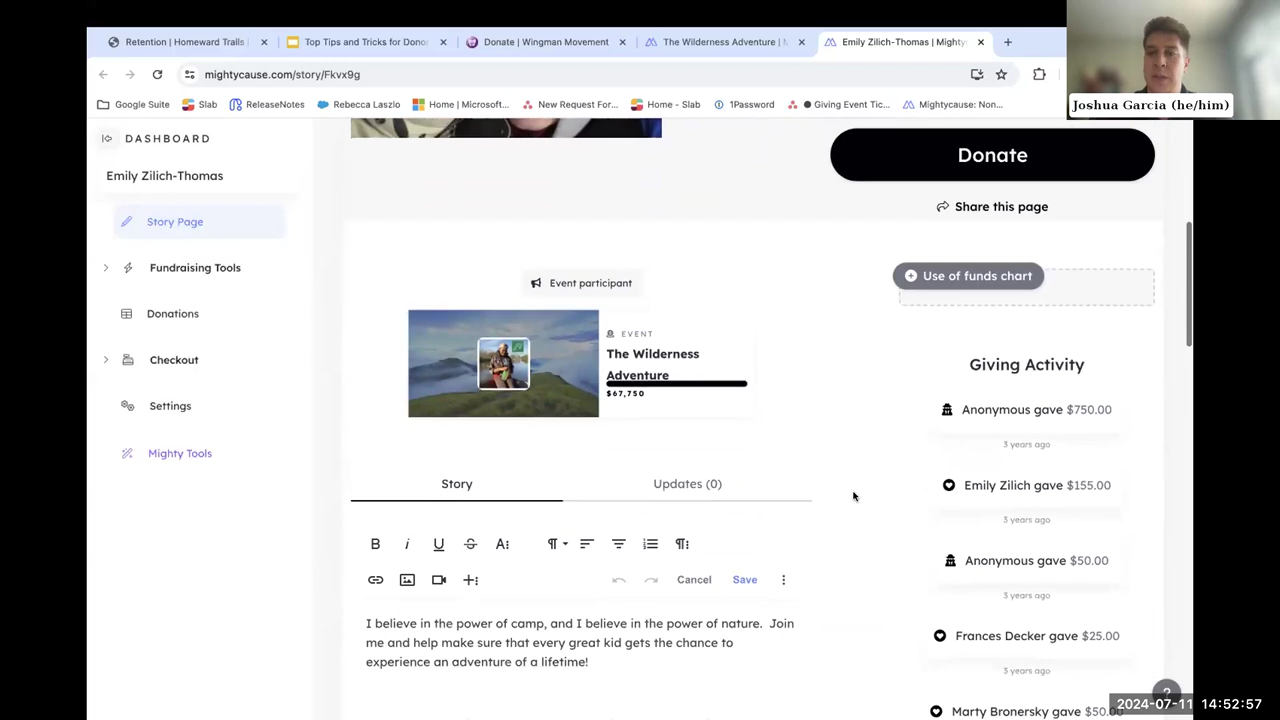 Retention | Homeward Trails
Top Tips and Tricks for Dono
Donate | Wingman Movement
The Wilderness Adventure | M
Emily Zilich-Thomas | Mighty
mightycause.com/story/Fkvx9g
Google Suite
Slab
ReleaseNotes
Rebecca Laszlo
Home | Microsoft...
New Request For...
Home - Slab
1Password
Giving Event Tic...
Mightycause: Non...
Joshua Garcia (he/him)
DASHBOARD
Emily Zilich-Thomas
Story Page
Fundraising Tools
Donations
Checkout
Settings
Mighty Tools
Donate
Share this page
Event participant
EVENT
The Wilderness
Adventure
$67,750
Use of funds chart
Giving Activity
Anonymous gave $750.00
3 years ago
Emily Zilich gave $155.00
3 years ago
Anonymous gave $50.00
3 years ago
Frances Decker gave $25.00
3 years ago
Marty Bronersky gave $50.0
Story
Updates (0)
Cancel
Save
I believe in the power of camp, and I believe in the power of nature. Join
me and help make sure that every great kid gets the chance to
experience an adventure of a lifetime!
?
2024-07-11 14:52:57